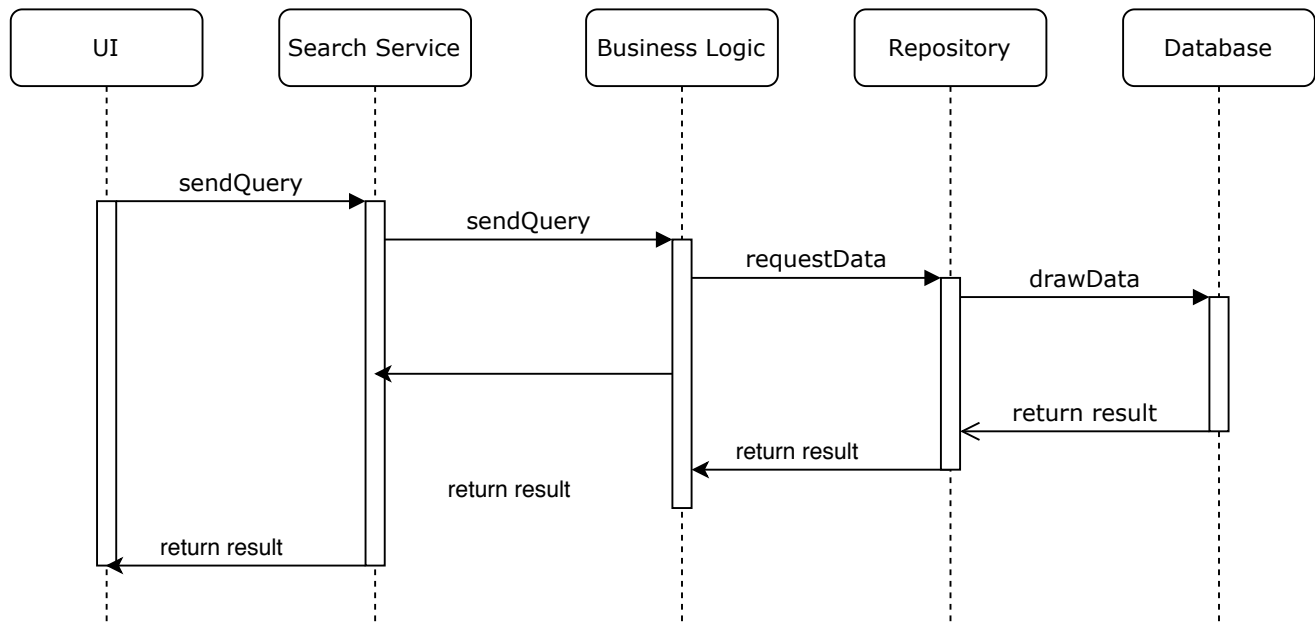 UI
Search Service
Business Logic
Repository
Database
sendQuery
sendQuery
requestData
drawData
return result
return result
return result
return result